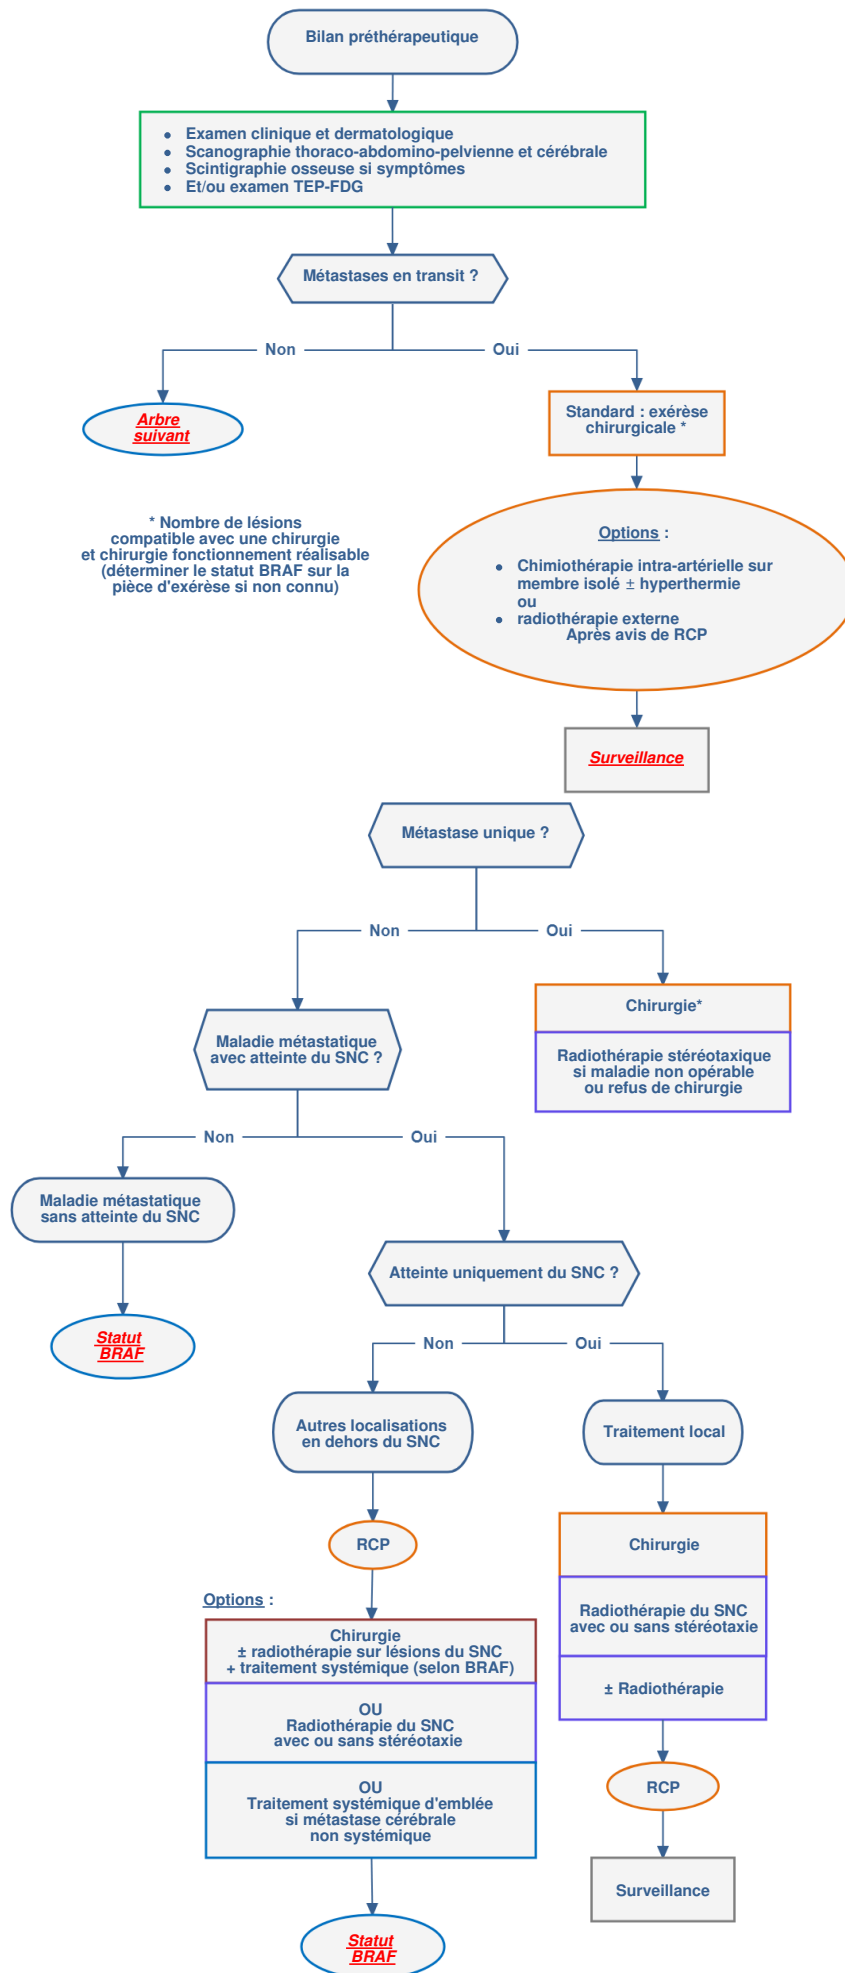 Bilan préthérapeutique
● Examen clinique et dermatologique
● Scanographie thoraco-abdomino-pelvienne et cérébrale
● Scintigraphie osseuse si symptômes
● Et/ou examen TEP-FDG
Métastases en transit ?
Non
Oui
Arbre
suivant
Standard : exérèse
chirurgicale *
* Nombre de lésions
compatible avec une chirurgie
et chirurgie fonctionnement réalisable
(déterminer le statut BRAF sur la
pièce d'exérèse si non connu)
Options :
● Chimiothérapie intra-artérielle sur
membre isolé ± hyperthermie
ou
● radiothérapie externe
Après avis de RCP
Surveillance
Métastase unique ?
Non
Oui
Chirurgie*
Radiothérapie stéréotaxique
si maladie non opérable
ou refus de chirurgie
Maladie métastatique
avec atteinte du SNC ?
Non
Oui
Maladie métastatique
sans atteinte du SNC
Statut
BRAF
Atteinte uniquement du SNC ?
Non
Oui
Autres localisations
en dehors du SNC
Traitement local
RCP
Options :
Chirurgie
± radiothérapie sur lésions du SNC
+ traitement systémique (selon BRAF)
OU
Radiothérapie du SNC
avec ou sans stéréotaxie
OU
Traitement systémique d'emblée
si métastase cérébrale
non systémique
Statut
BRAF
Chirurgie
Radiothérapie du SNC
avec ou sans stéréotaxie
± Radiothérapie
RCP
Surveillance